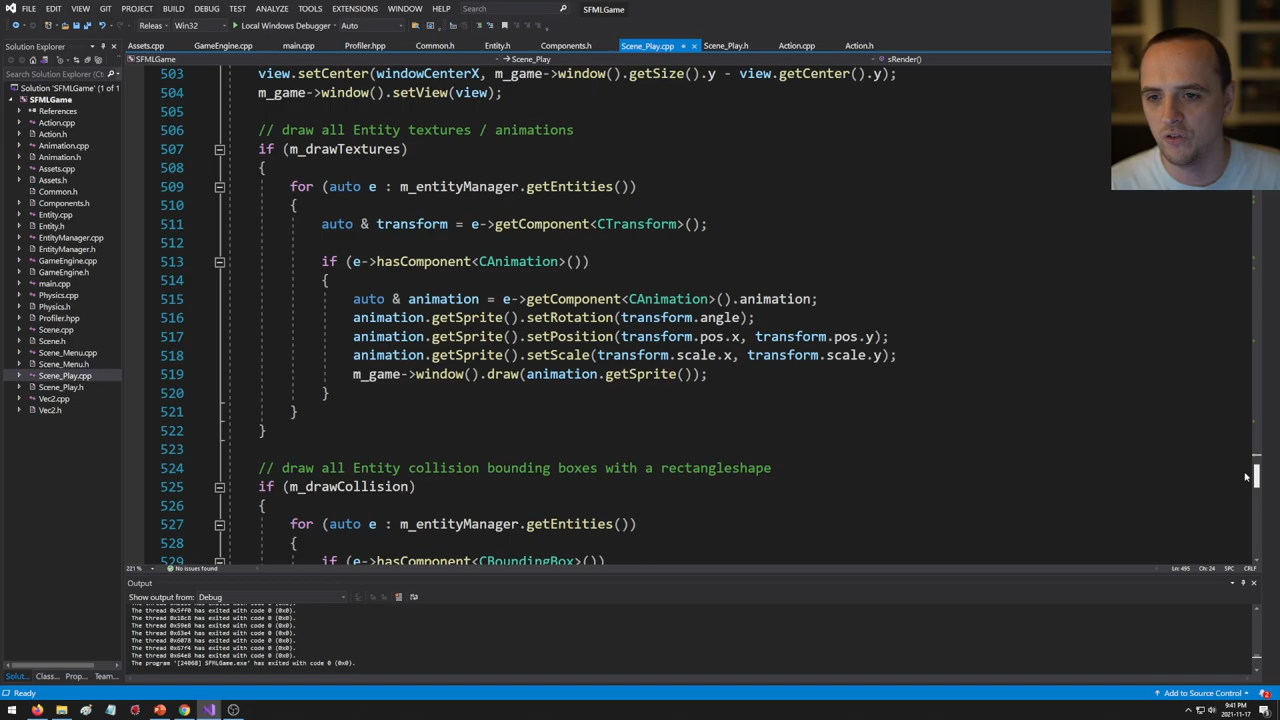 FILE EDIT VIEW GIT PROJECT BUILD DEBUG TEST ANALYZE TOOLS EXTENSIONS WINDOW HELP Search SFMLGame
Releas Win32 Local Windows Debugger Auto
Solution Explorer
Search Solution Explorer
Solution 'SFMLGame' (1 of 1)
SFMLGame
References
Action.cpp
Action.h
Animation.cpp
Animation.h
Assets.cpp
Assets.h
Common.h
Components.h
Entity.cpp
Entity.h
EntityManager.cpp
EntityManager.h
GameEngine.cpp
GameEngine.h
main.cpp
Physics.cpp
Physics.h
Profiler.hpp
Scene.cpp
Scene.h
Scene_Menu.cpp
Scene_Menu.h
Scene_Play.cpp
Scene_Play.h
Vec2.cpp
Vec2.h
Solut... Class... Prop... Team...
Assets.cpp GameEngine.cpp main.cpp Profiler.hpp Common.h Entity.h Components.h Scene_Play.cpp Scene_Play.h Action.cpp Action.h
SFMLGame Scene_Play sRender()
503 view.setCenter(windowCenterX, m_game->window().getSize().y - view.getCenter().y);
504 m_game->window().setView(view);
505
506 // draw all Entity textures / animations
507 if (m_drawTextures)
508 {
509 for (auto e : m_entityManager.getEntities())
510 {
511 auto & transform = e->getComponent<CTransform>();
512
513 if (e->hasComponent<CAnimation>())
514 {
515 auto & animation = e->getComponent<CAnimation>().animation;
516 animation.getSprite().setRotation(transform.angle);
517 animation.getSprite().setPosition(transform.pos.x, transform.pos.y);
518 animation.getSprite().setScale(transform.scale.x, transform.scale.y);
519 m_game->window().draw(animation.getSprite());
520 }
521 }
522 }
523
524 // draw all Entity collision bounding boxes with a rectangleshape
525 if (m_drawCollision)
526 {
527 for (auto e : m_entityManager.getEntities())
528 {
529 if (e->hasComponent<CBoundingBox>())
221 % No issues found Ln: 495 Ch: 24 SPC CRLF
Output
Show output from: Debug
The thread 0x5ff0 has exited with code 0 (0x0).
The thread 0x18c8 has exited with code 0 (0x0).
The thread 0x59e8 has exited with code 0 (0x0).
The thread 0x63e4 has exited with code 0 (0x0).
The thread 0x6078 has exited with code 0 (0x0).
The thread 0x67f4 has exited with code 0 (0x0).
The thread 0x64e8 has exited with code 0 (0x0).
The program '[24068] SFMLGame.exe' has exited with code 0 (0x0).
Ready Add to Source Control 2
9:41 PM
2021-11-17